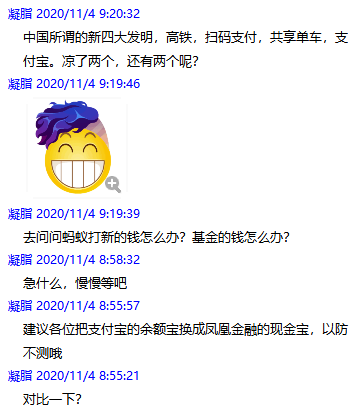 凝脂 2020/11/4 9:20:32
中国所谓的新四大发明，高铁，扫码支付，共享单车，支
付宝。凉了两个，还有两个呢？
凝脂 2020/11/4 9:19:46
凝脂 2020/11/4 9:19:39
去问问蚂蚁打新的钱怎么办？基金的钱怎么办？
凝脂 2020/11/4 8:58:32
急什么，慢慢等吧
凝脂 2020/11/4 8:55:57
建议各位把支付宝的余额宝换成凤凰金融的现金宝，以防
不测哦
凝脂 2020/11/4 8:55:21
对比一下？